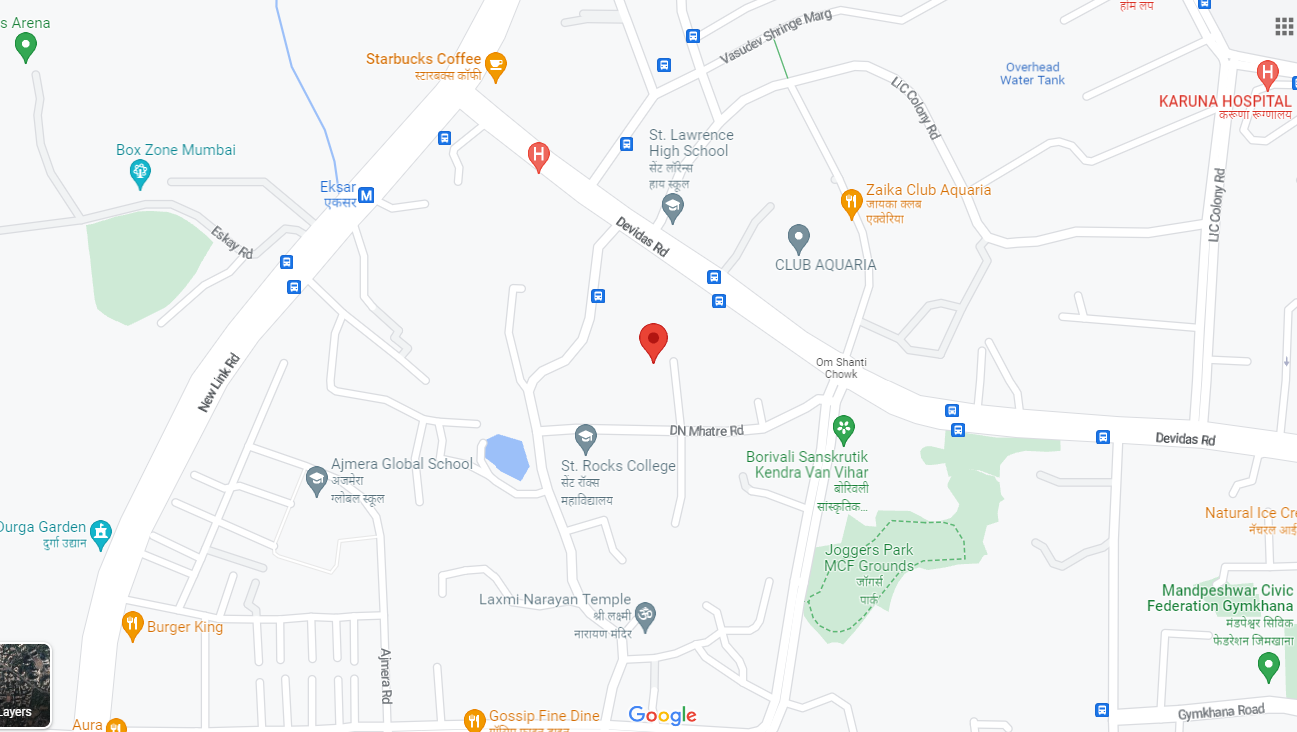 s Arena
हॉम लप
Vasudev Shringe Marg
Starbucks Coffee
स्टारबक्स कॉफी
Overhead
Water Tank
LIC Colony Rd
KARUNA HOSPITAL
करुणा रुग्णालय
H
H
St. Lawrence
High School
सेंट लॉरेन्स
हाय स्कूल
Box Zone Mumbai
Eksar
एकसर
M
Zaika Club Aquaria
जायका क्लब
एक्वेरिया
LIC Colony Rd
Eskay Rd
Devidas Rd
CLUB AQUARIA
New Link Rd
Om Shanti
Chowk
DN Mhatre Rd
Devidas Rd
Borivali Sanskrutik
Kendra Van Vihar
बोरिवली
सांस्कृतिक...
Ajmera Global School
अजमेरा
ग्लोबल स्कूल
St. Rocks College
सेंट रॉक्स
महाविद्यालय
Durga Garden
दुर्गा उद्यान
Natural Ice Cre
नॅचरल आई
Joggers Park
MCF Grounds
जॉगर्स
पार्क
Mandpeshwar Civic
Federation Gymkhana
मंडपेश्वर सिविक
फेडरेशन जिमखाना
Laxmi Narayan Temple
श्री लक्ष्मी
नारायण मंदिर
Burger King
Ajmera Rd
Layers
Aura
Gossip Fine Dine
Google
Gymkhana Road